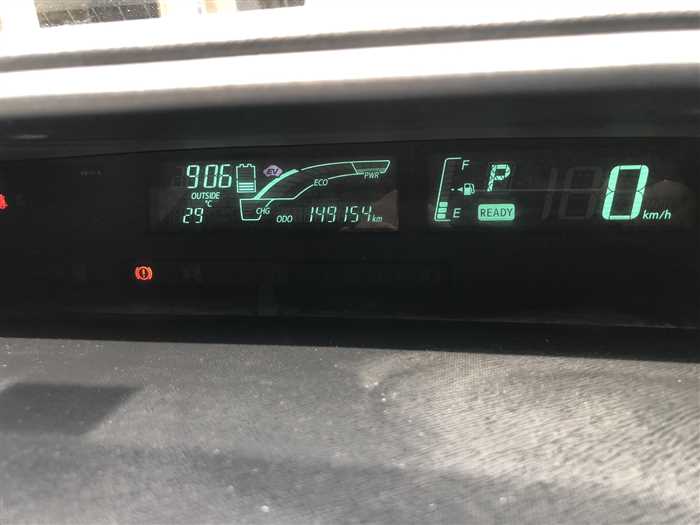 906
EV
PWR
ECO
OUTSIDE
29 °C
CHG
ODO 149154 km
F
E
P
READY
0 km/h